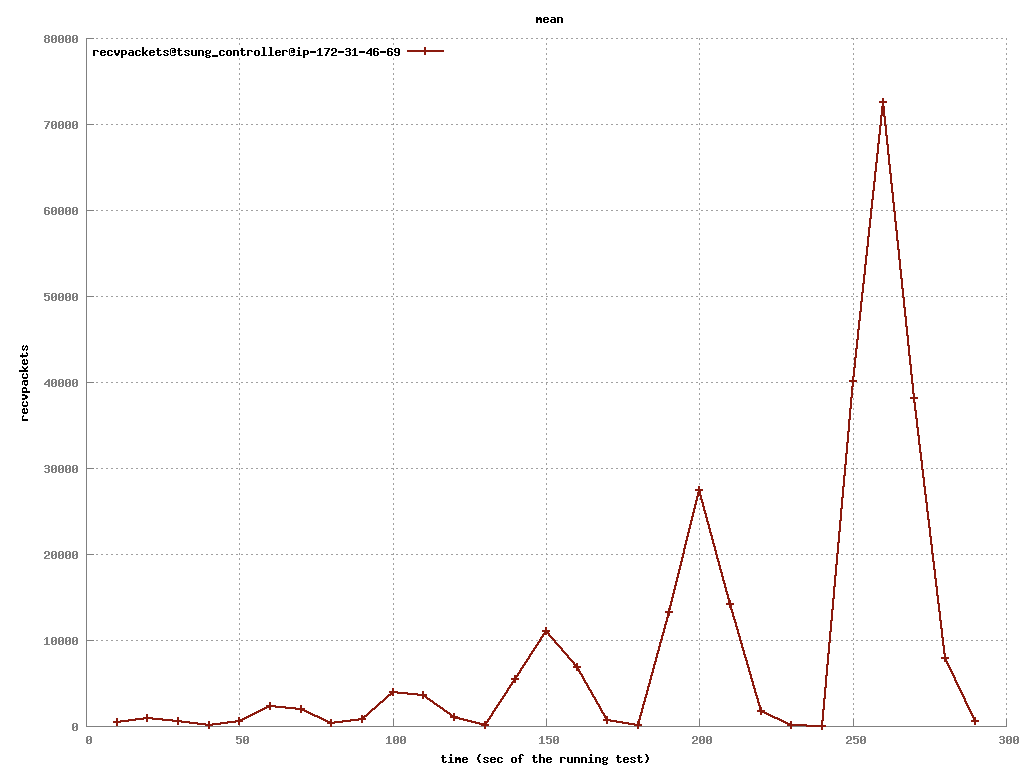 mean
recvpackets@tsung_controller@ip-172-31-46-69
80000
70000
60000
50000
40000
30000
20000
10000
0
recvpackets
0 50 100 150 200 250 300
time (sec of the running test)